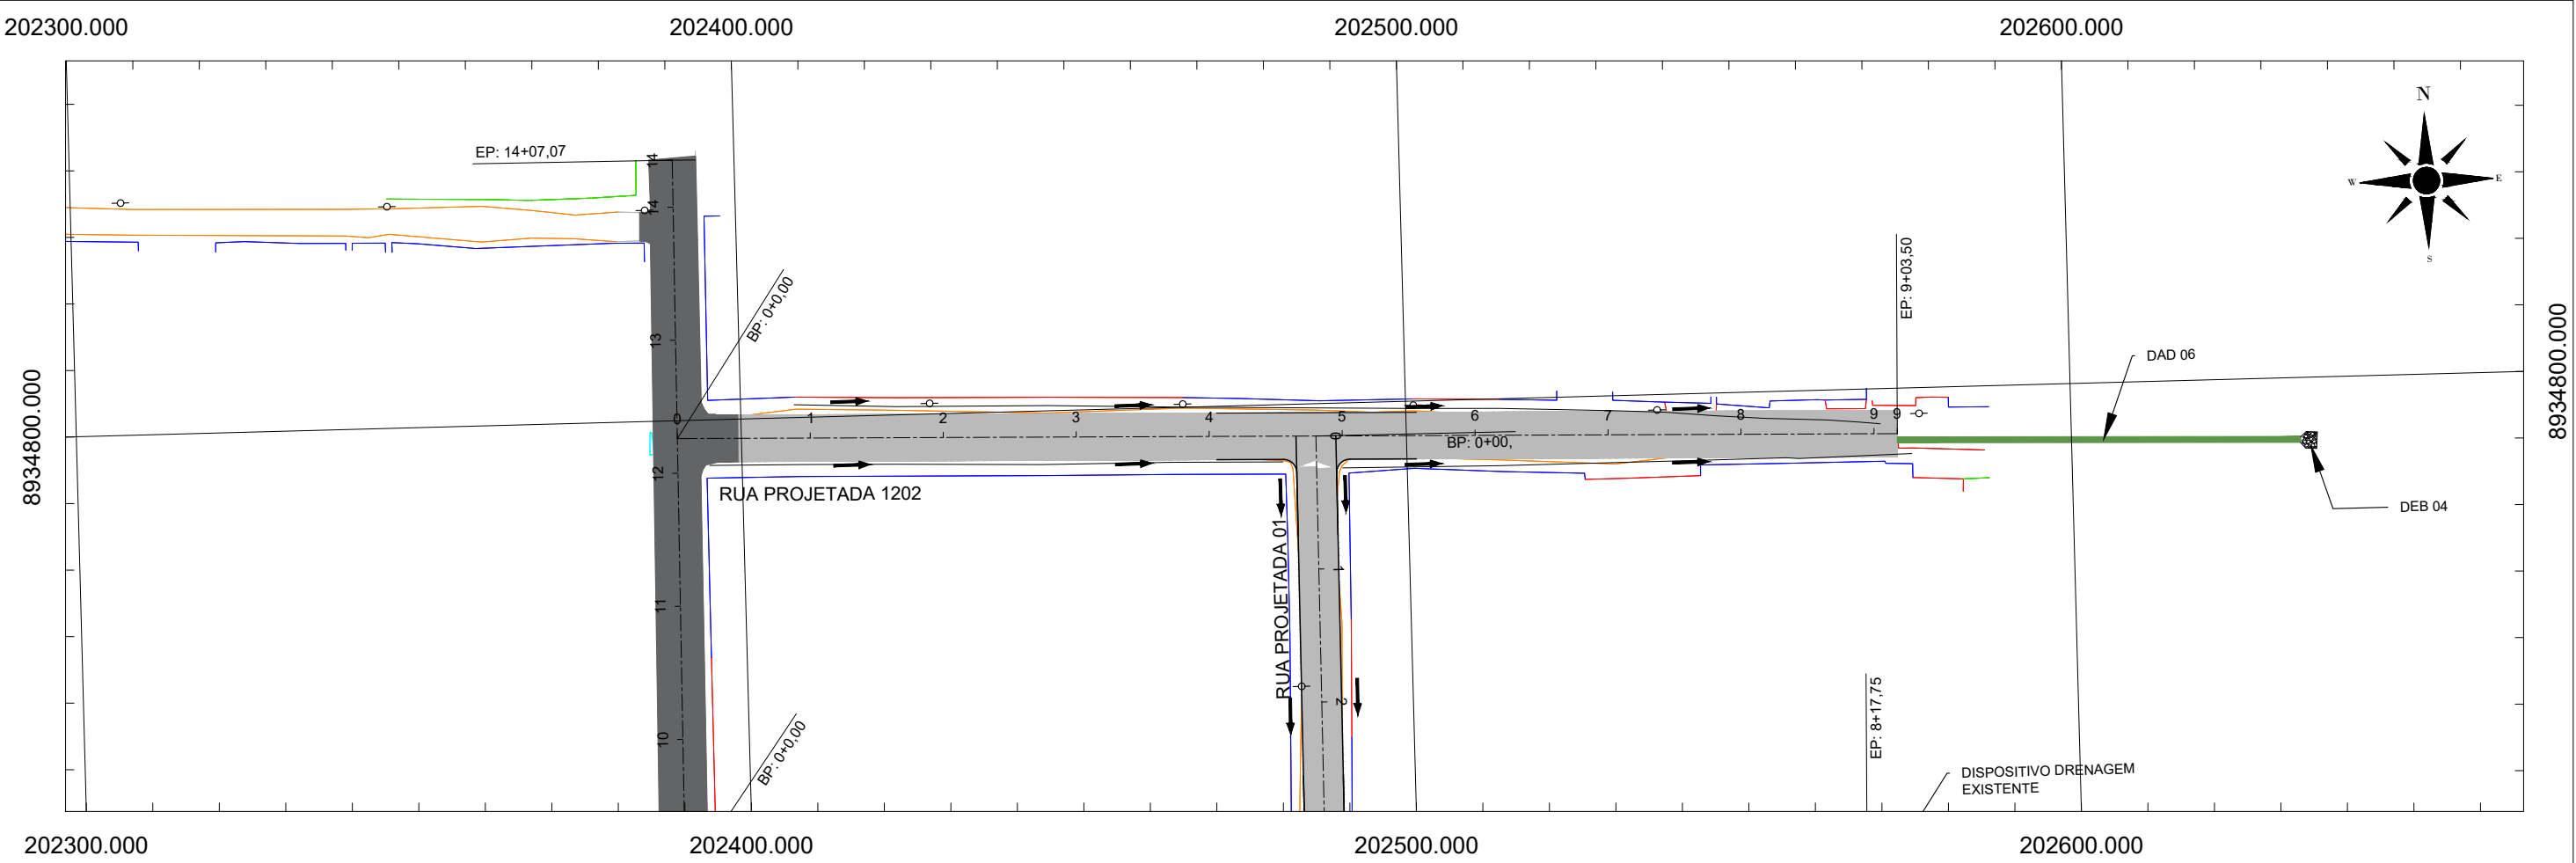 202300.000
202400.000
202500.000
202600.000
N
W
E
S
EP: 14+07,07
14
14
BP: 0+0,00
EP: 9+03,50
8934800.000
8934800.000
13
DAD 06
0
1
2
3
4
5
6
7
8
9
9
0
BP: 0+00,
12
RUA PROJETADA 1202
DEB 04
RUA PROJETADA 01
1
11
2
10
BP: 0+0,00
EP: 8+17,75
DISPOSITIVO DRENAGEM
EXISTENTE
202300.000
202400.000
202500.000
202600.000